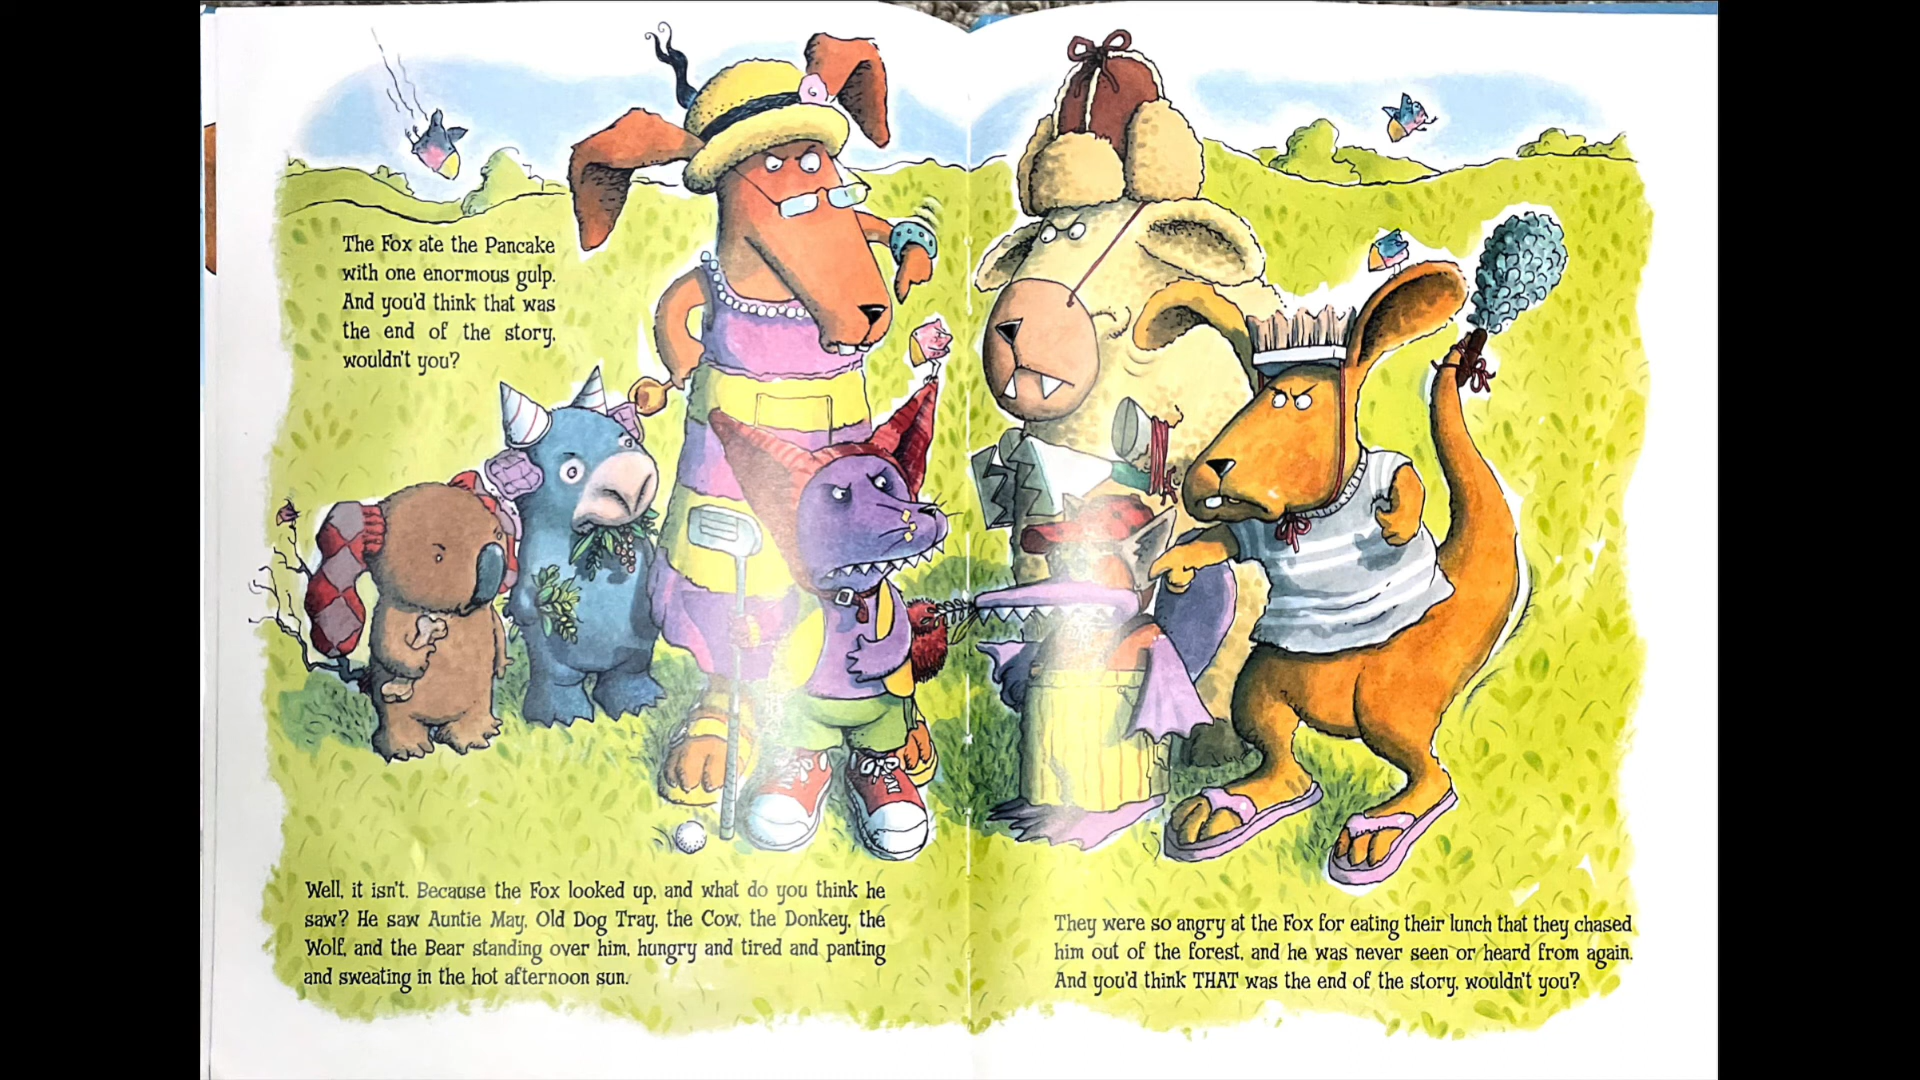 The Fox ate the Pancake
with one enormous gulp.
And you'd think that was
the end of the story,
wouldn't you?
Well, it isn't. Because the Fox looked up, and what do you think he
saw? He saw Auntie May, Old Dog Tray, the Cow, the Donkey, the
Wolf, and the Bear standing over him, hungry and tired and panting
and sweating in the hot afternoon sun.
They were so angry at the Fox for eating their lunch that they chased
him out of the forest, and he was never seen or heard from again.
And you'd think THAT was the end of the story, wouldn't you?